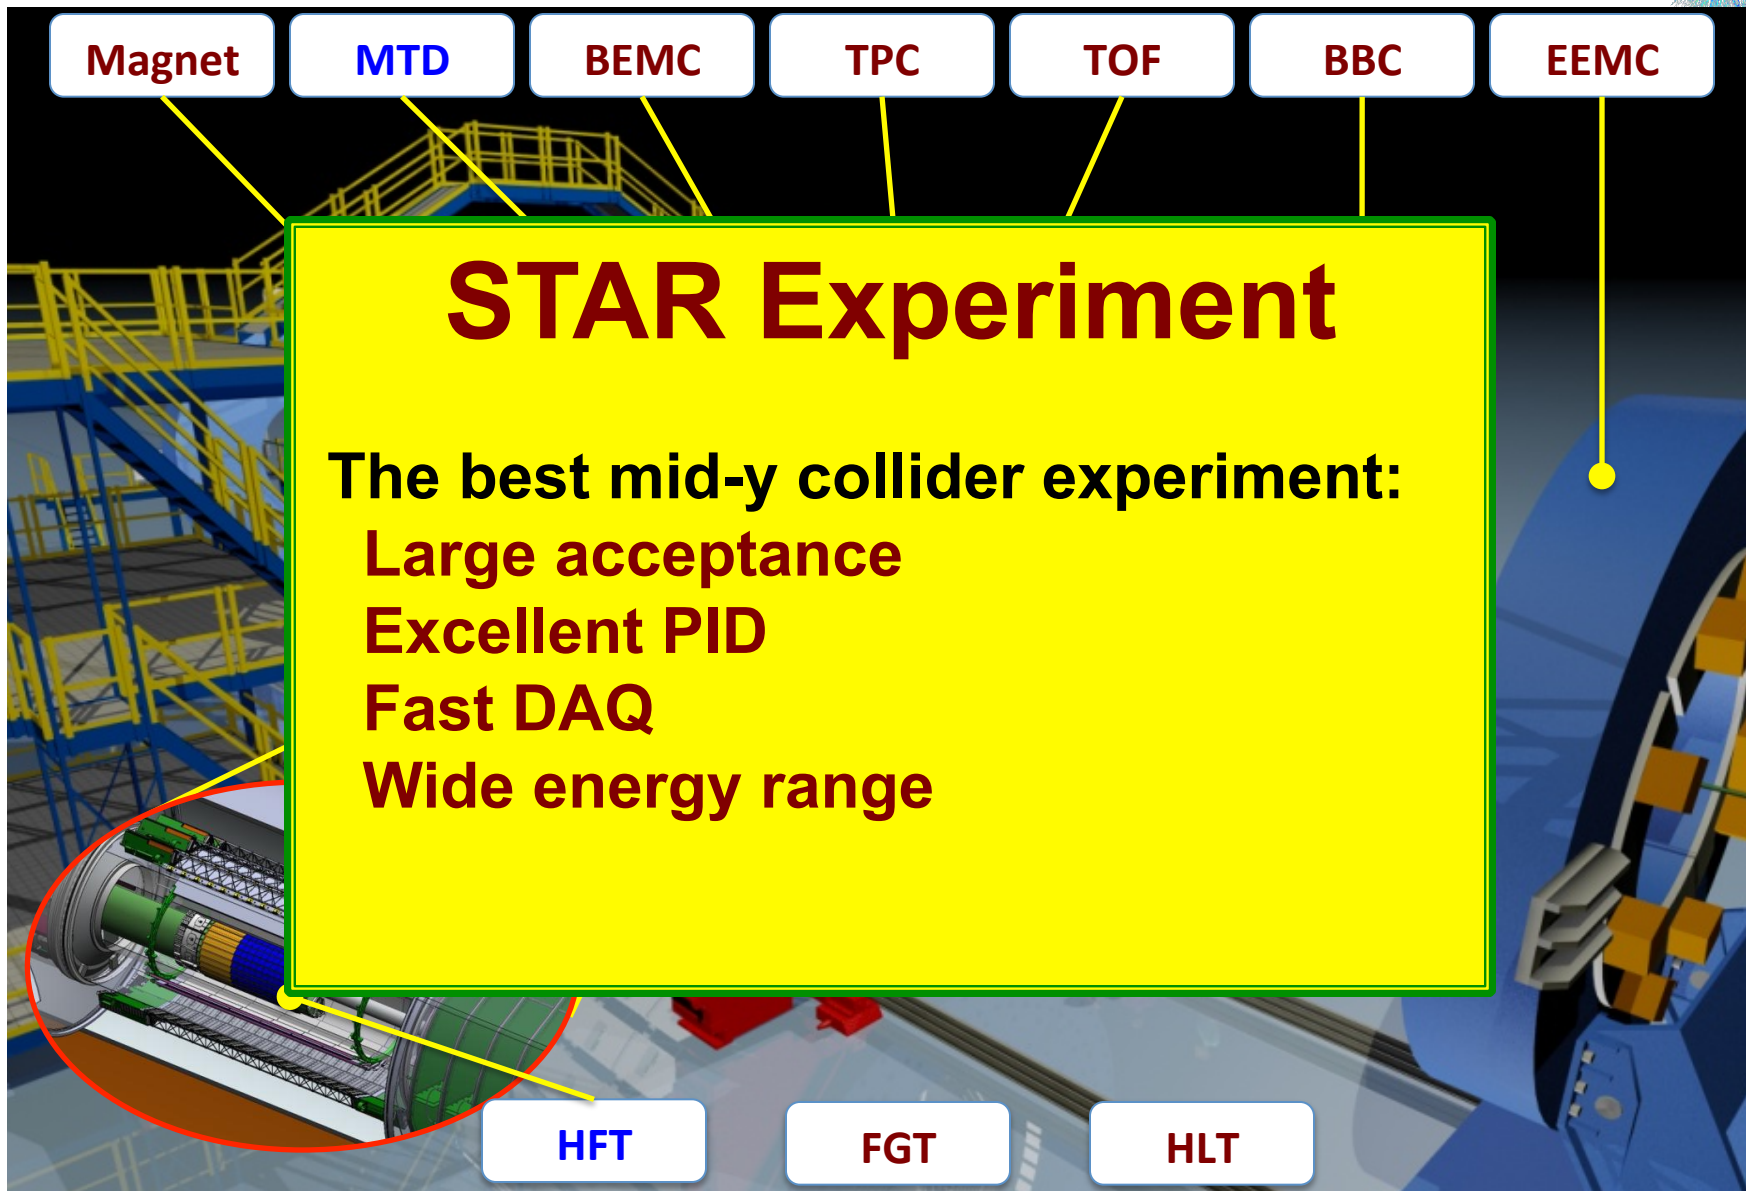 Magnet
MTD
BEMC
TPC
TOF
BBC
EEMC
STAR Experiment
The best mid-y collider experiment:
Large acceptance
Excellent PID
Fast DAQ
Wide energy range
HFT
FGT
HLT